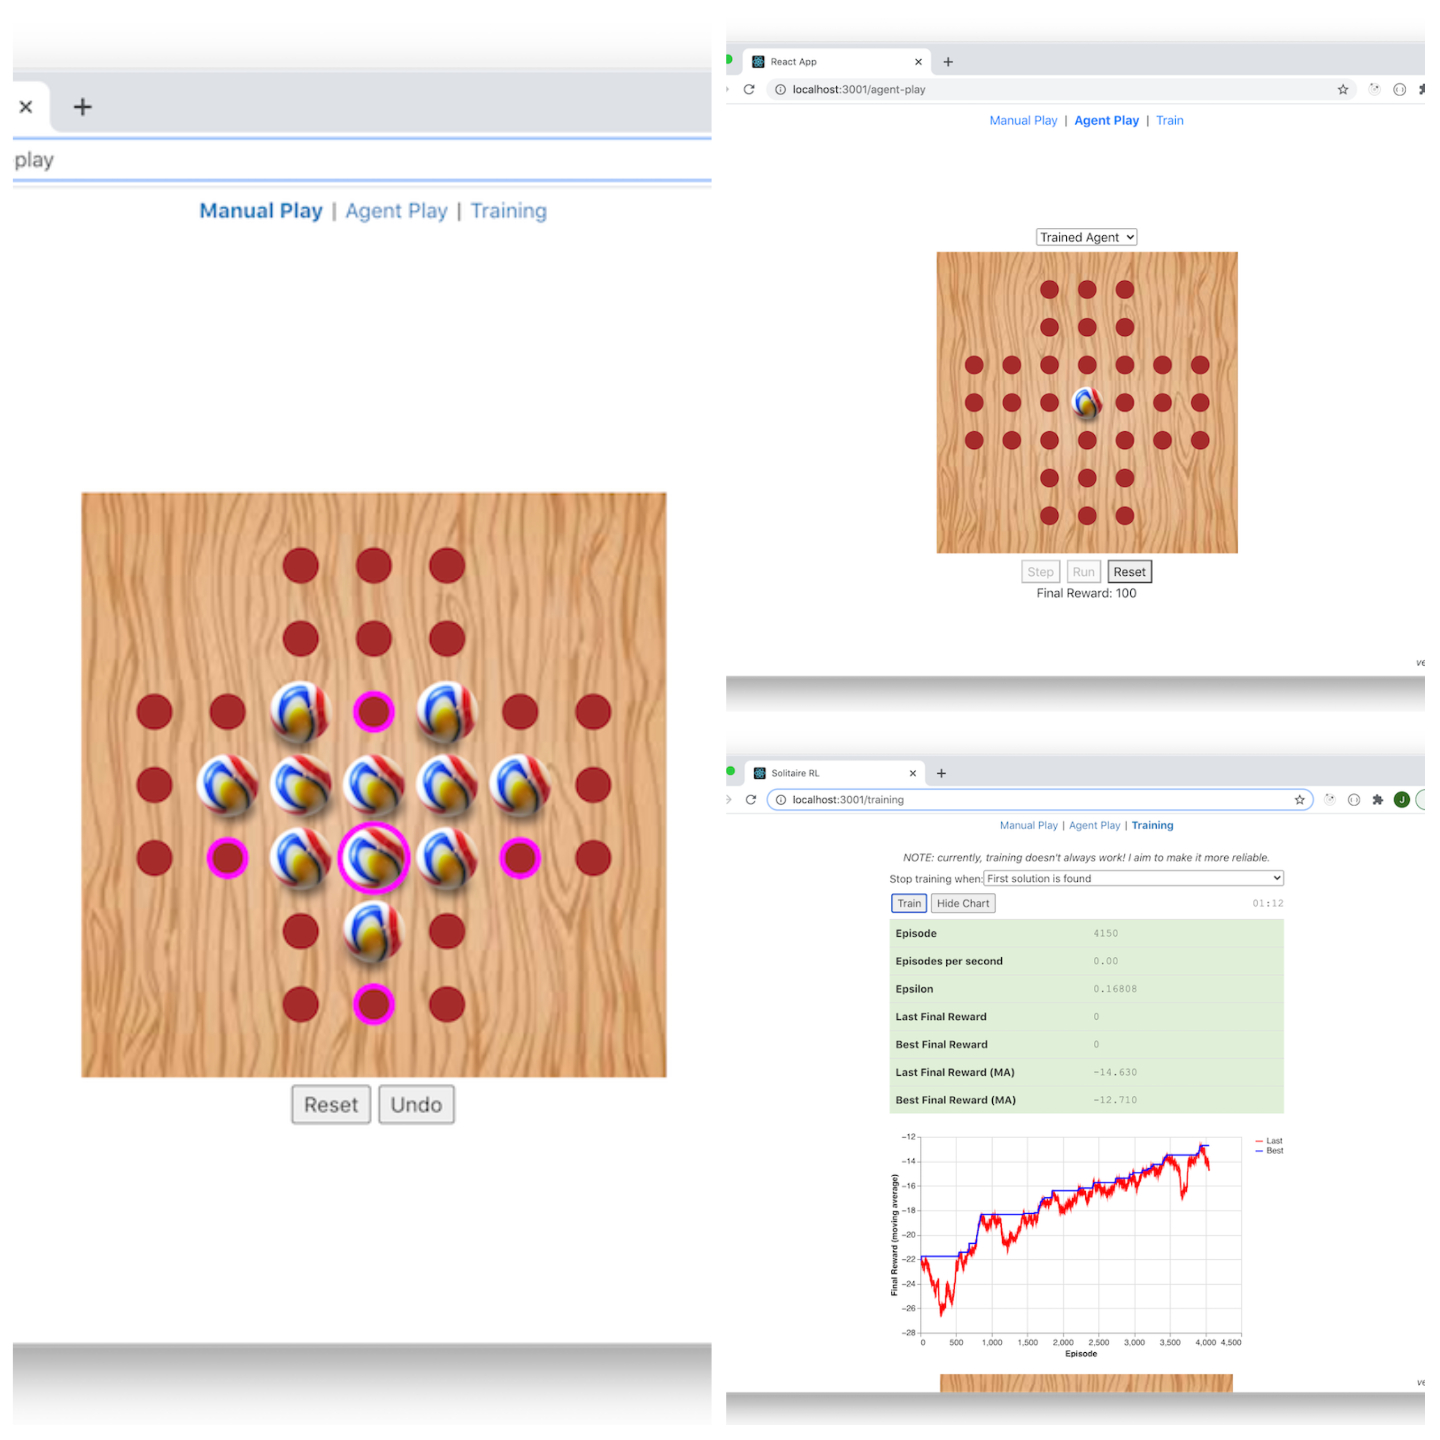 play
Manual Play | Agent Play | Training
Reset Undo
React App
localhost:3001/agent-play
Manual Play | Agent Play | Train
Trained Agent
Step Run Reset
Final Reward: 100
ve
Solitaire RL
localhost:3001/training
J
Manual Play | Agent Play | Training
NOTE: currently, training doesn't always work! I aim to make it more reliable.
Stop training when: First solution is found
Train Hide Chart 01:12
Episode 4150
Episodes per second 0.00
Epsilon 0.16808
Last Final Reward 0
Best Final Reward 0
Last Final Reward (MA) -14.630
Best Final Reward (MA) -12.710
Last
Best
Final Reward (moving average)
-12
-14
-16
-18
-20
-22
-24
-26
-28
0 500 1,000 1,500 2,000 2,500 3,000 3,500 4,000 4,500
Episode
ve